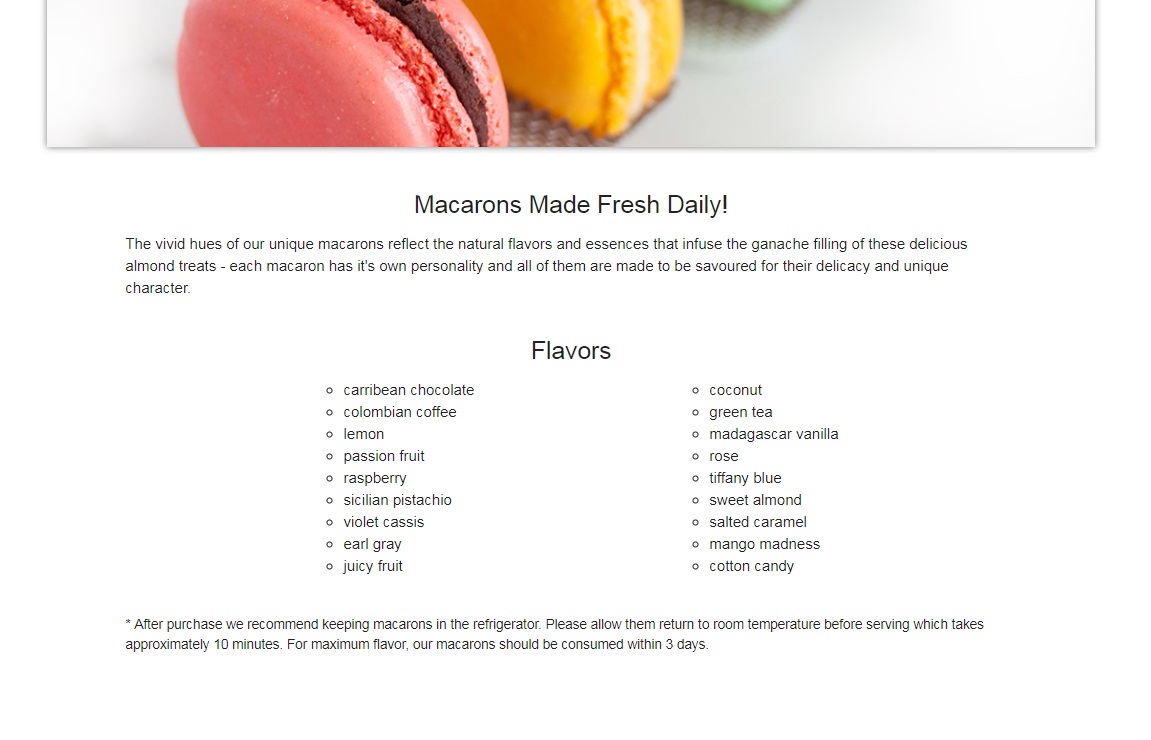 Macarons Made Fresh Daily!
The vivid hues of our unique macarons reflect the natural flavors and essences that infuse the ganache filling of these delicious
almond treats - each macaron has it's own personality and all of them are made to be savoured for their delicacy and unique
character.
Flavors
carribean chocolate
colombian coffee
lemon
passion fruit
raspberry
sicilian pistachio
violet cassis
earl gray
juicy fruit
coconut
green tea
madagascar vanilla
rose
tiffany blue
sweet almond
salted caramel
mango madness
cotton candy
* After purchase we recommend keeping macarons in the refrigerator. Please allow them return to room temperature before serving which takes
approximately 10 minutes. For maximum flavor, our macarons should be consumed within 3 days.